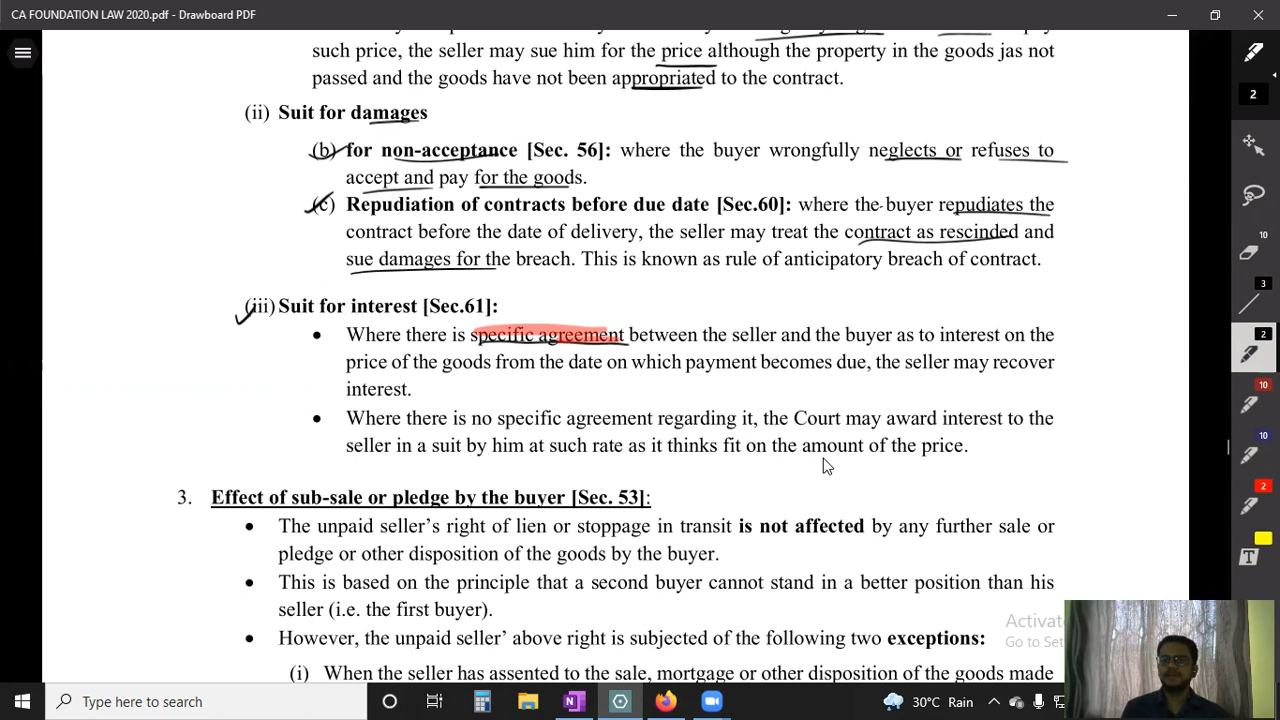 CA FOUNDATION LAW 2020.pdf - Drawboard PDF
such price, the seller may sue him for the price although the property in the goods jas not
passed and the goods have not been appropriated to the contract.
(ii) Suit for damages
(b) for non-acceptance [Sec. 56]: where the buyer wrongfully neglects or refuses to
accept and pay for the goods.
(c) Repudiation of contracts before due date [Sec.60]: where the buyer repudiates the
contract before the date of delivery, the seller may treat the contract as rescinded and
sue damages for the breach. This is known as rule of anticipatory breach of contract.
(iii) Suit for interest [Sec.61]:
• Where there is specific agreement between the seller and the buyer as to interest on the
price of the goods from the date on which payment becomes due, the seller may recover
interest.
• Where there is no specific agreement regarding it, the Court may award interest to the
seller in a suit by him at such rate as it thinks fit on the amount of the price.
3. Effect of sub-sale or pledge by the buyer [Sec. 53]:
• The unpaid seller's right of lien or stoppage in transit is not affected by any further sale or
pledge or other disposition of the goods by the buyer.
• This is based on the principle that a second buyer cannot stand in a better position than his
seller (i.e. the first buyer).
• However, the unpaid seller' above right is subjected of the following two exceptions:
(i) When the seller has assented to the sale, mortgage or other disposition of the goods made
2
10
3
2
10
10
2
T
Activat
Go to Set
Type here to search
30°C Rain
ENG